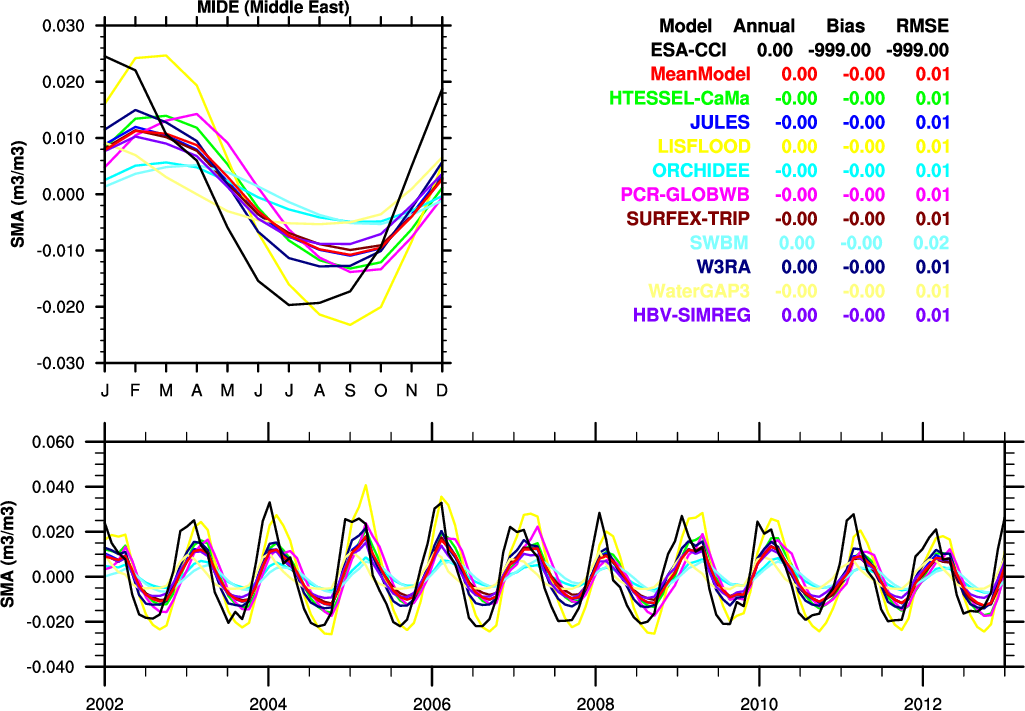 MIDE (Middle East)
0.030
0.020
0.010
0.000
-0.010
-0.020
-0.030
SMA (m3/m3)
J F M A M J J A S O N D
Model Annual Bias RMSE
ESA-CCI 0.00 -999.00 -999.00
MeanModel 0.00 -0.00 0.01
HTESSEL-CaMa -0.00 -0.00 0.01
JULES -0.00 -0.00 0.01
LISFLOOD 0.00 -0.00 0.01
ORCHIDEE -0.00 -0.00 0.01
PCR-GLOBWB -0.00 -0.00 0.01
SURFEX-TRIP -0.00 -0.00 0.01
SWBM 0.00 -0.00 0.02
W3RA 0.00 -0.00 0.01
WaterGAP3 -0.00 -0.00 0.01
HBV-SIMREG 0.00 -0.00 0.01
0.060
0.040
0.020
0.000
-0.020
-0.040
SMA (m3/m3)
2002 2004 2006 2008 2010 2012